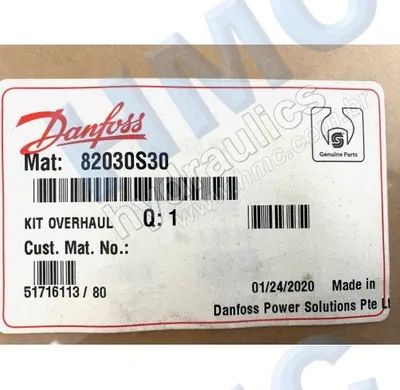 Danfoss
Genuine Parts
Mat: 82030S30
KIT OVERHAUL Q: 1
Cust. Mat. No.:
51716113 / 80
01/24/2020 Made in
Danfoss Power Solutions Pte
HMC
hydraulics